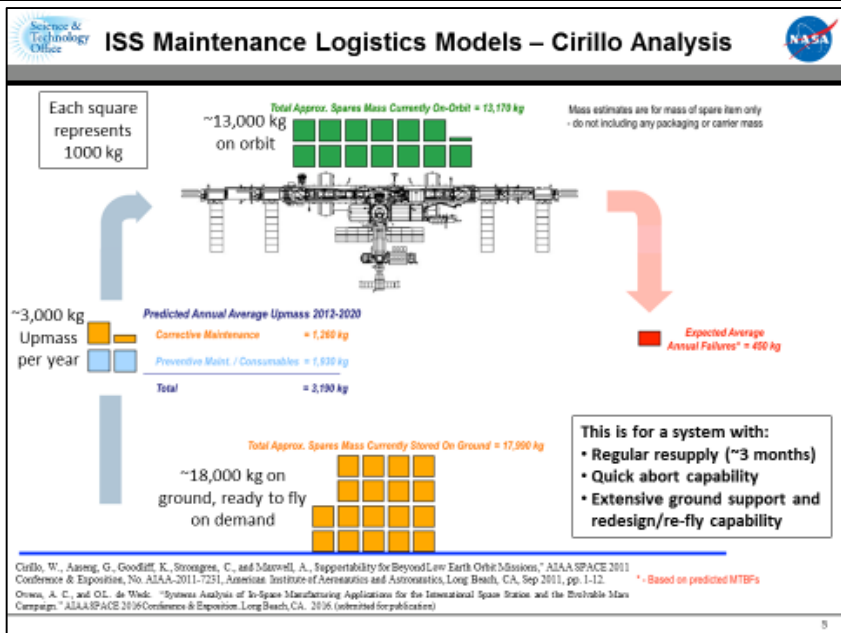 Science &
Technology
Office
ISS Maintenance Logistics Models – Cirillo Analysis
NASA
Each square
represents
1000 kg
Total Approx. Spares Mass Currently On-Orbit = 13,170 kg
~13,000 kg
on orbit
Mass estimates are for mass of spare item only
- do not including any packaging or carrier mass
~3,000 kg
Upmass
per year
Predicted Annual Average Upmass 2012-2020
Corrective Maintenance = 1,260 kg
Preventive Maint. / Consumables = 1,930 kg
Total = 3,190 kg
Expected Average
Annual Failures* = 450 kg
Total Approx. Spares Mass Currently Stored On Ground = 17,990 kg
~18,000 kg on
ground, ready to fly
on demand
This is for a system with:
• Regular resupply (~3 months)
• Quick abort capability
• Extensive ground support and
redesign/re-fly capability
Cirillo, W., Aaseng, G., Goodliff, K., Stromgren, C., and Maxwell, A., Supportability for Beyond Low Earth Orbit Missions," AIAA SPACE 2011
Conference & Exposition, No. AIAA-2011-7231, American Institute of Aeronautics and Astronautics, Long Beach, CA, Sep 2011, pp. 1-12.
* - Based on predicted MTBFs
Owens, A. C., and O.L. de Weck. "Systems Analysis of In-Space Manufacturing Applications for the International Space Station and the Evolvable Mars
Campaign." AIAA SPACE 2016 Conference & Exposition. Long Beach, CA. 2016. (submitted for publication)